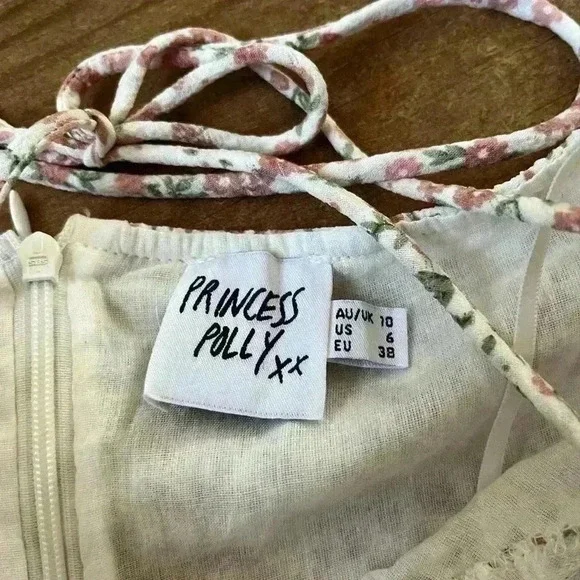 PRINCESS
POLLY xx
AU/UK 10
US 6
EU 38